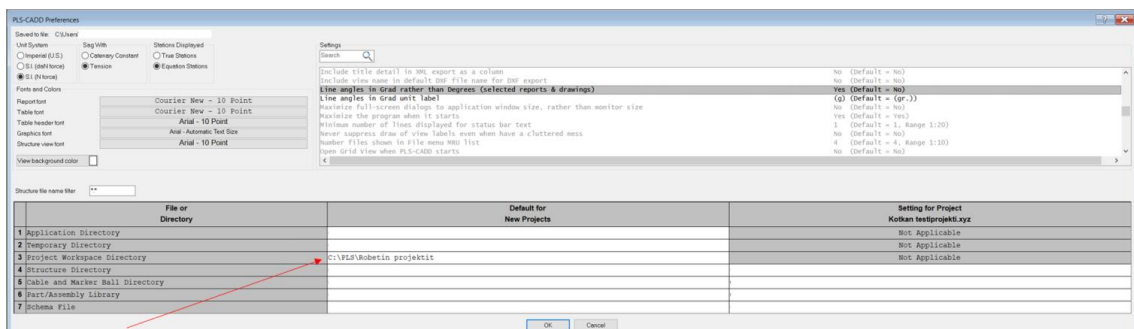 PLS-CADD Preferences
Saved to file: C:\Users\
Unit System
Imperial (U.S.)
S.I. (daN force)
S.I. (N force)
Sag With
Catenary Constant
Tension
Stations Displayed
True Stations
Equation Stations
Fonts and Colors
Report font Courier New - 10 Point
Table font Courier New - 10 Point
Table header font Arial - 10 Point
Graphics font Arial - Automatic Text Size
Structure view font Arial - 10 Point
View background color
Settings
Search
Include title detail in XML export as a column No (Default = No)
Include view name in default DXF file name for DXF export No (Default = No)
Line angles in Grad rather than Degrees (selected reports & drawings) Yes (Default = No)
Line angles in Grad unit label (g) (Default = (gr.))
Maximize full-screen dialogs to application window size, rather than monitor size No (Default = No)
Maximize the program when it starts Yes (Default = Yes)
Minimum number of lines displayed for status bar text 1 (Default = 1, Range 1:20)
Never suppress draw of view labels even when have a cluttered mess No (Default = No)
Number files shown in File menu MRU list 4 (Default = 4, Range 1:10)
Open Grid View when PLS-CADD starts No (Default = No)
Structure file name filter *.*
File or Directory
Default for New Projects
Setting for Project Kotkan testiprojekti.xyz
1 Application Directory Not Applicable
2 Temporary Directory Not Applicable
3 Project Workspace Directory C:\PLS\Robetin projektit Not Applicable
4 Structure Directory
5 Cable and Marker Ball Directory
6 Part/Assembly Library
7 Schema File
OK Cancel